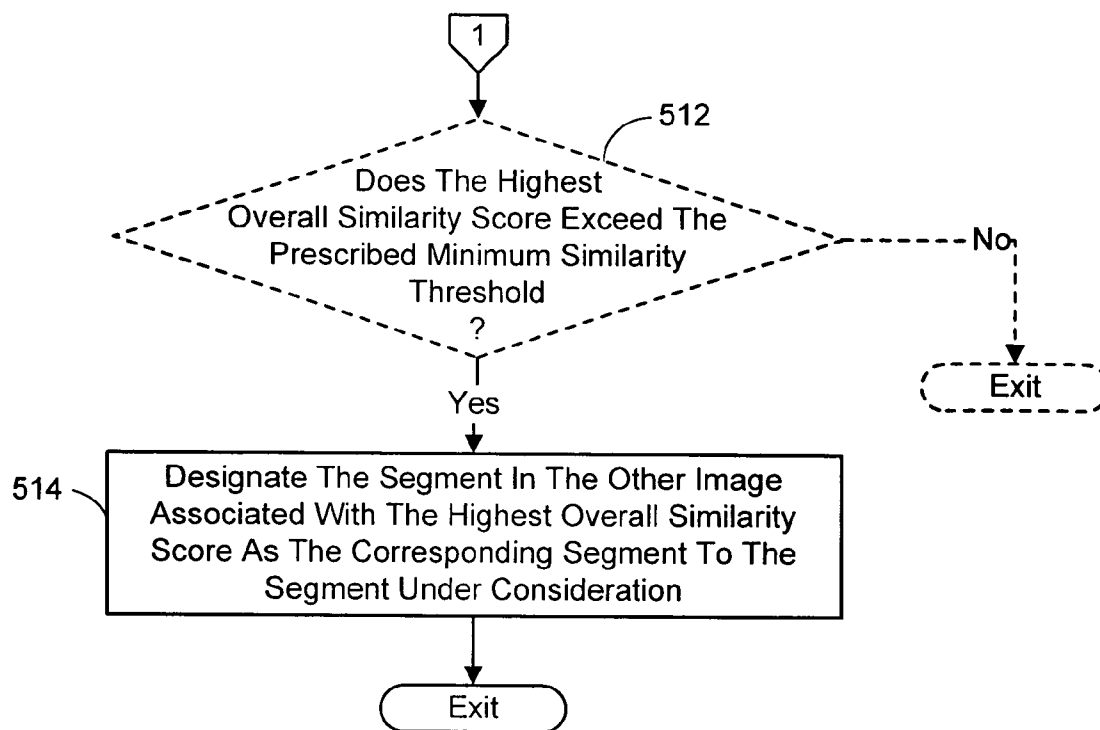 1
512
Does The Highest
Overall Similarity Score Exceed The
Prescribed Minimum Similarity
Threshold
?
No
Exit
Yes
514
Designate The Segment In The Other Image
Associated With The Highest Overall Similarity
Score As The Corresponding Segment To The
Segment Under Consideration
Exit